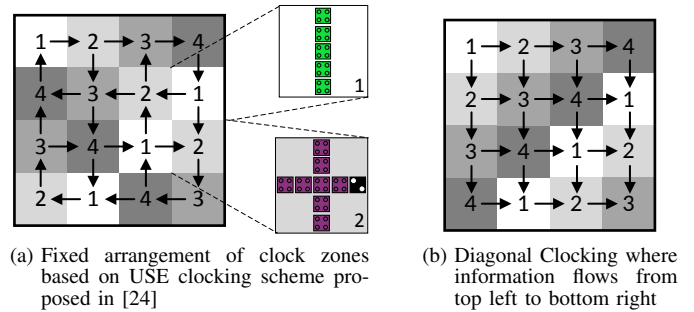 1 2 3 4
4 3 2 1
3 4 1 2
2 1 4 3
1
2
(a) Fixed arrangement of clock zones
based on USE clocking scheme pro-
posed in [24]
1 2 3 4
2 3 4 1
3 4 1 2
4 1 2 3
(b) Diagonal Clocking where
information flows from
top left to bottom right